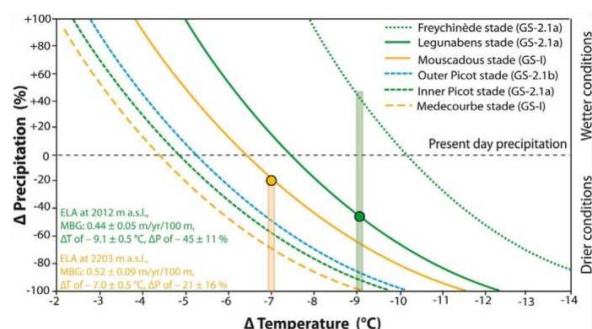 +100
+80
+60
+40
+20
0
-20
-40
-60
-80
-100
Δ Precipitation (%)
Freychinède stade (GS-2.1a)
Legunabens stade (GS-2.1a)
Mouscadous stade (GS-I)
Outer Picot stade (GS-2.1b)
Inner Picot stade (GS-2.1a)
Medecourbe stade (GS-I)
Wetter conditions
Present day precipitation
Drier conditions
ELA at 2012 m a.s.l.,
MBG: 0.44 ± 0.05 m/yr/100 m,
ΔT of – 9.1 ± 0.5 °C, ΔP of – 45 ± 11 %
ELA at 2203 m a.s.l.,
MBG: 0.52 ± 0.09 m/yr/100 m,
ΔT of – 7.0 ± 0.5 °C, ΔP of – 21 ± 16 %
-2 -3 -4 -5 -6 -7 -8 -9 -10 -11 -12 -13 -14
Δ Temperature (°C)